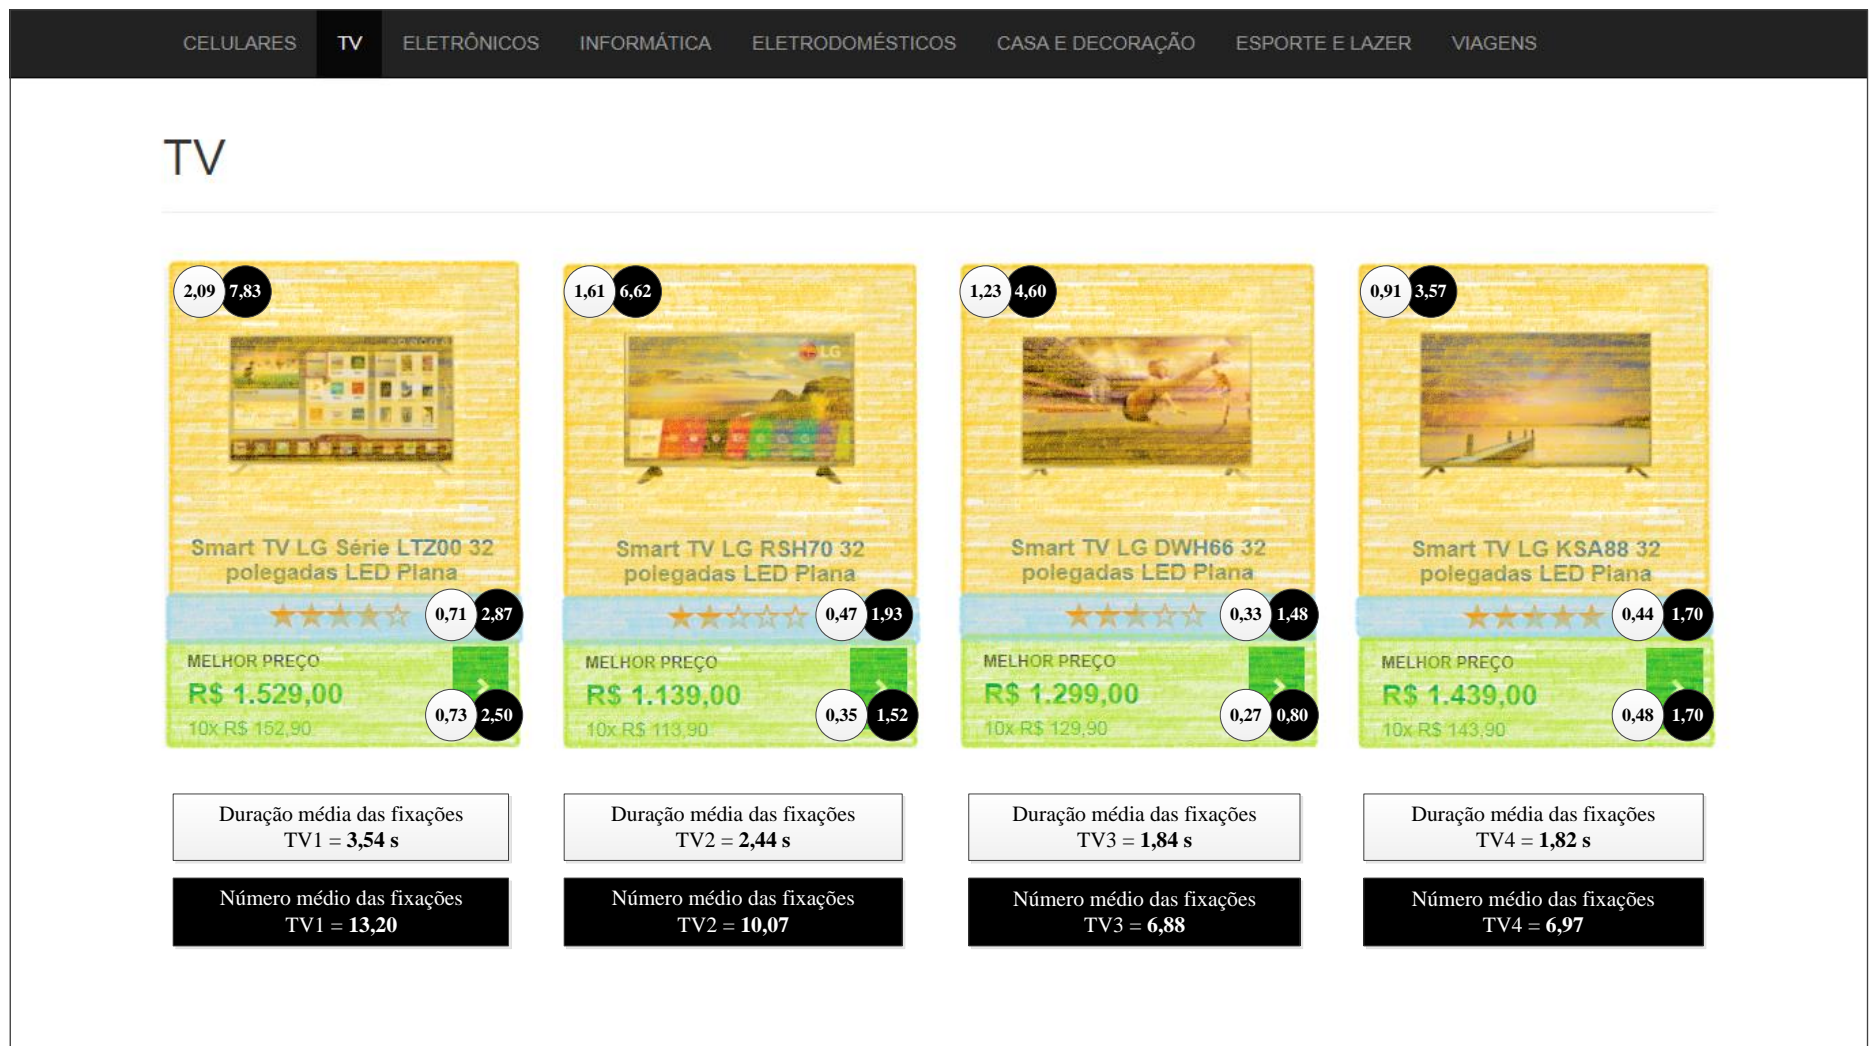 CELULARES TV ELETRÔNICOS INFORMÁTICA ELETRODOMÉSTICOS CASA E DECORAÇÃO ESPORTE E LAZER VIAGENS
TV
2,09 7,83
Smart TV LG Série LTZ00 32
polegadas LED Plana
0,71 2,87
MELHOR PREÇO
R$ 1.529,00
10x R$ 152,90
0,73 2,50
Duração média das fixações
TV1 = 3,54 s
Número médio das fixações
TV1 = 13,20
1,61 6,62
LG
Smart TV LG RSH70 32
polegadas LED Plana
0,47 1,93
MELHOR PREÇO
R$ 1.139,00
10x R$ 113,90
0,35 1,52
Duração média das fixações
TV2 = 2,44 s
Número médio das fixações
TV2 = 10,07
1,23 4,60
Smart TV LG DWH66 32
polegadas LED Plana
0,33 1,48
MELHOR PREÇO
R$ 1.299,00
10x R$ 129,90
0,27 0,80
Duração média das fixações
TV3 = 1,84 s
Número médio das fixações
TV3 = 6,88
0,91 3,57
Smart TV LG KSA88 32
polegadas LED Plana
0,44 1,70
MELHOR PREÇO
R$ 1.439,00
10x R$ 143,90
0,48 1,70
Duração média das fixações
TV4 = 1,82 s
Número médio das fixações
TV4 = 6,97